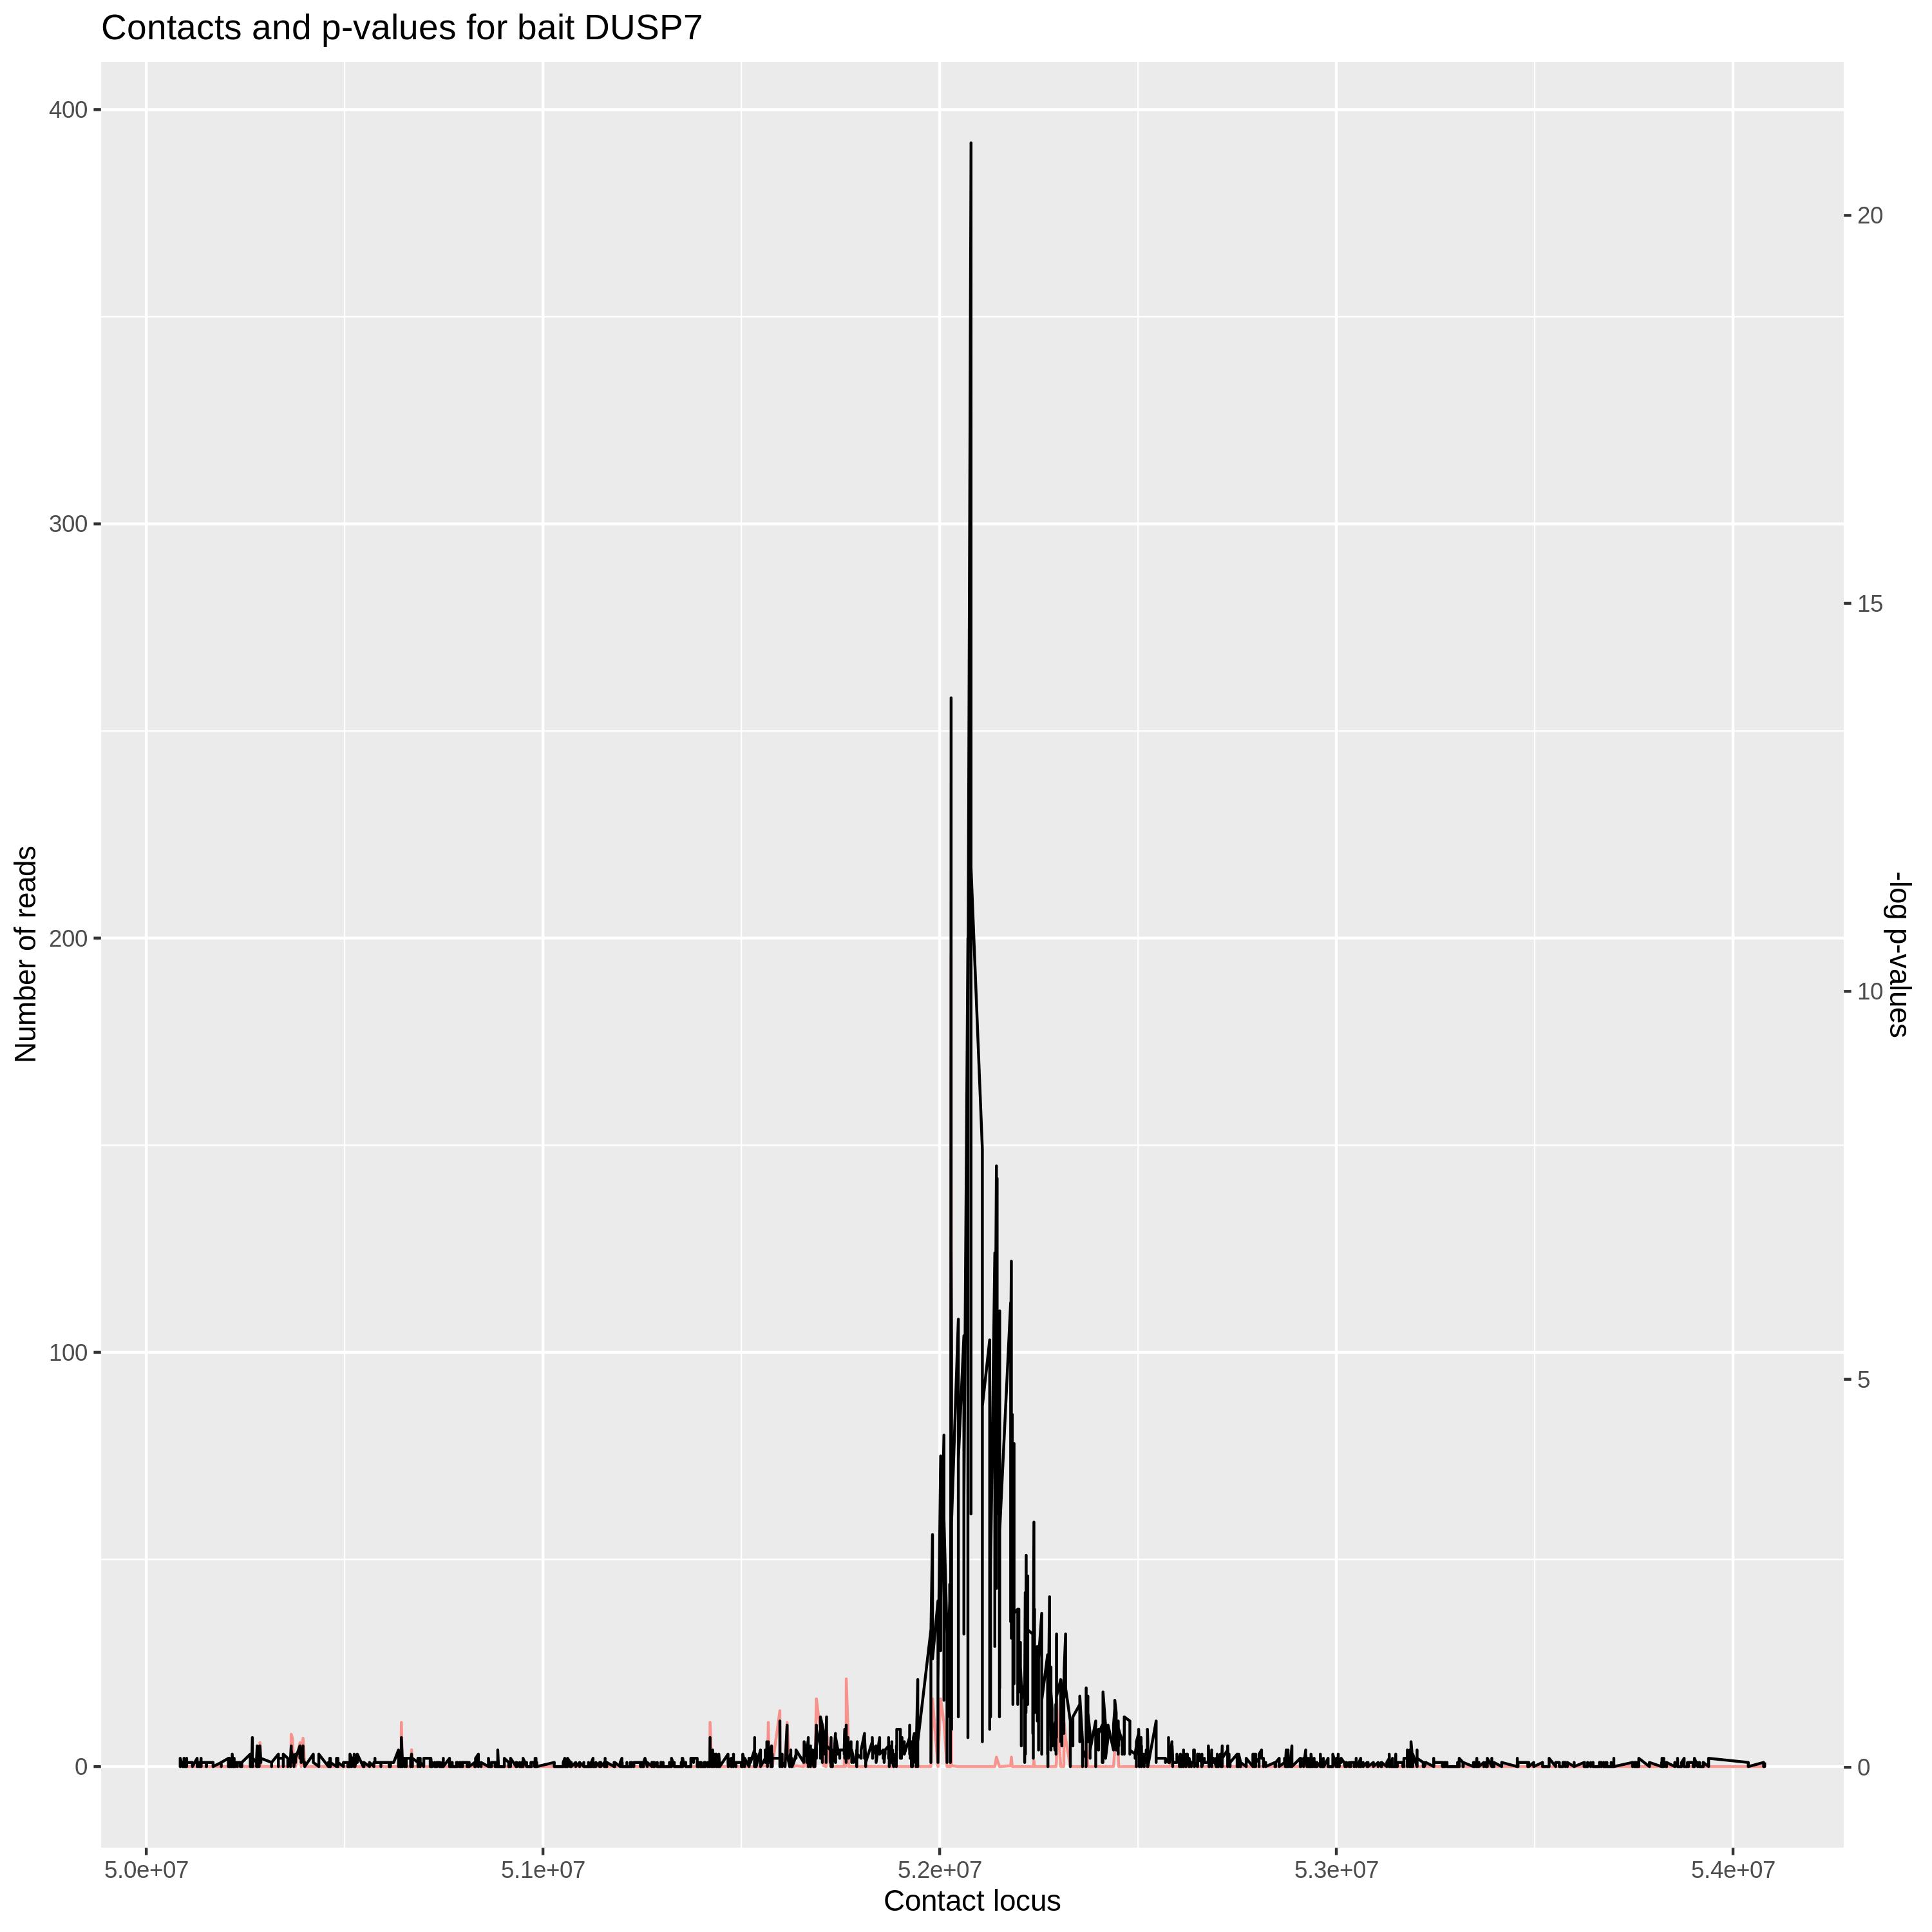 Contacts and p-values for bait DUSP7
400
300
200
100
0
Number of reads
20
15
10
5
0
-log p-values
5.0e+07 5.1e+07 5.2e+07 5.3e+07 5.4e+07
Contact locus